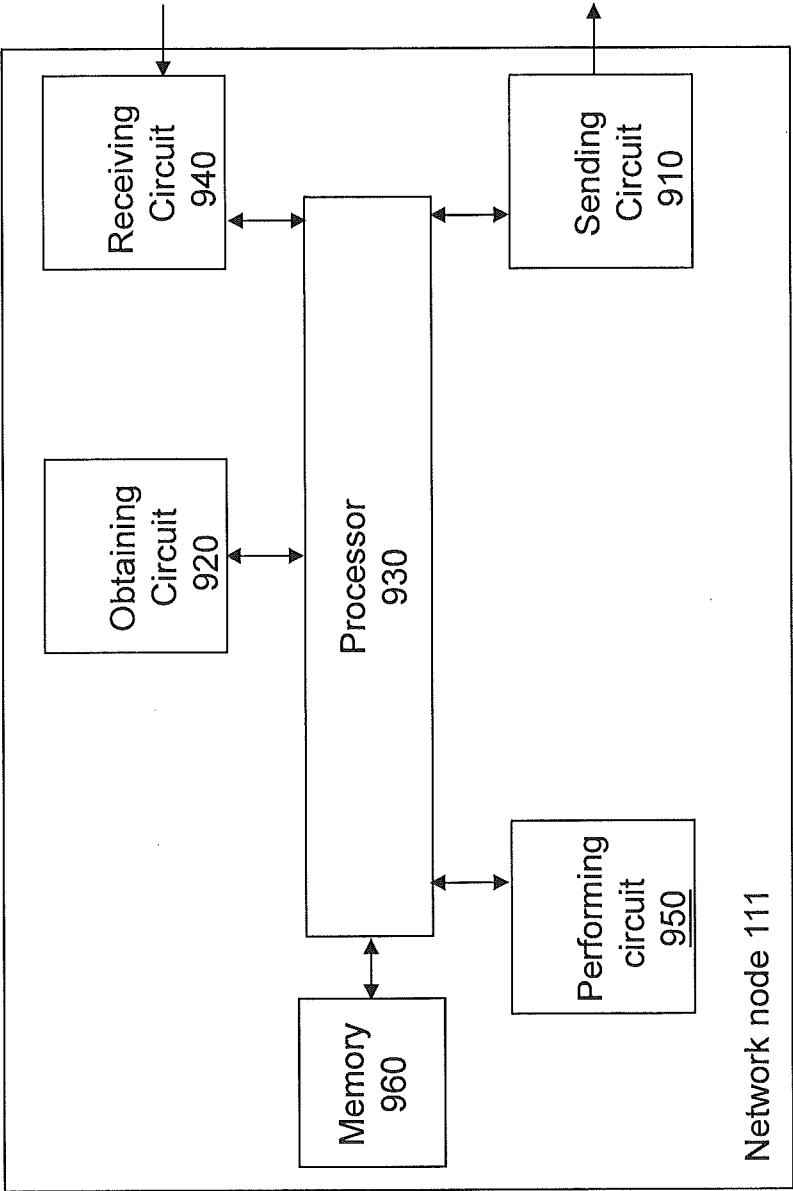 Receiving
Circuit
940
Obtaining
Circuit
920
Sending
Circuit
910
Processor
930
Performing
circuit
950
Memory
960
Network node 111